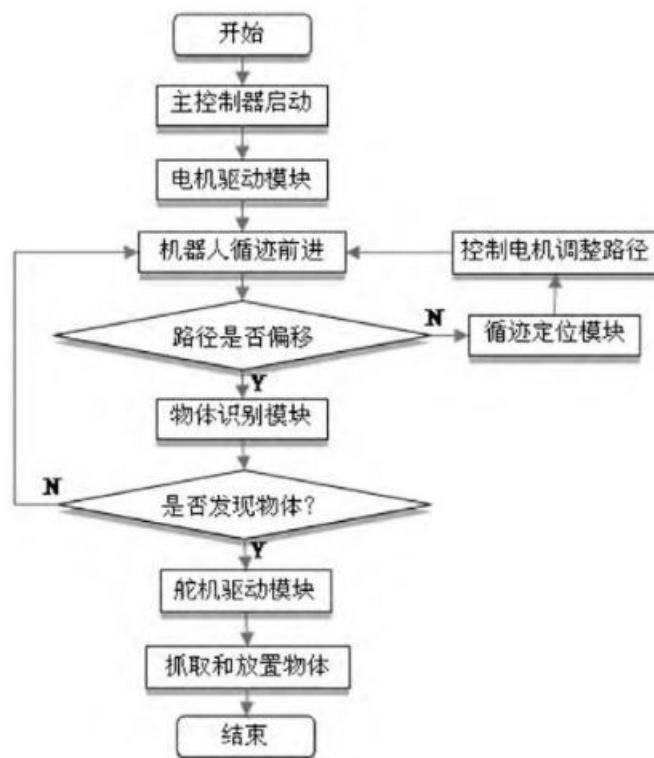 开始
主控制器启动
电机驱动模块
机器人循迹前进
控制电机调整路径
路径是否偏移
N
循迹定位模块
Y
物体识别模块
N
是否发现物体?
Y
舵机驱动模块
抓取和放置物体
结束